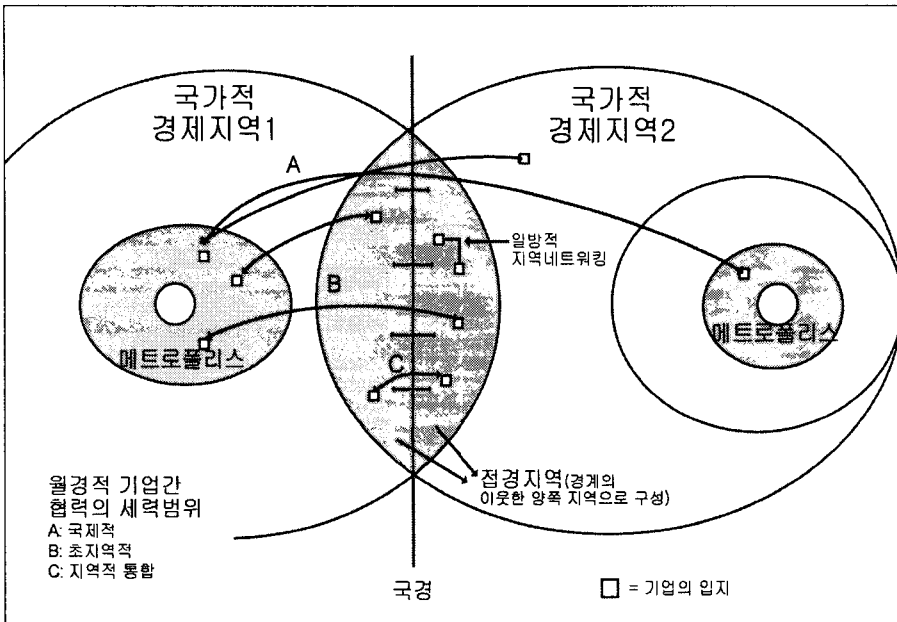 국가적
경제지역1
국가적
경제지역2
A
일방적
지역네트워킹
B
메트로폴리스
메트로폴리스
C
접경지역(경계의
이웃한 양쪽 지역으로 구성)
월경적 기업간
협력의 세력범위
A: 국제적
B: 초지역적
C: 지역적 통합
국경
= 기업의 입지